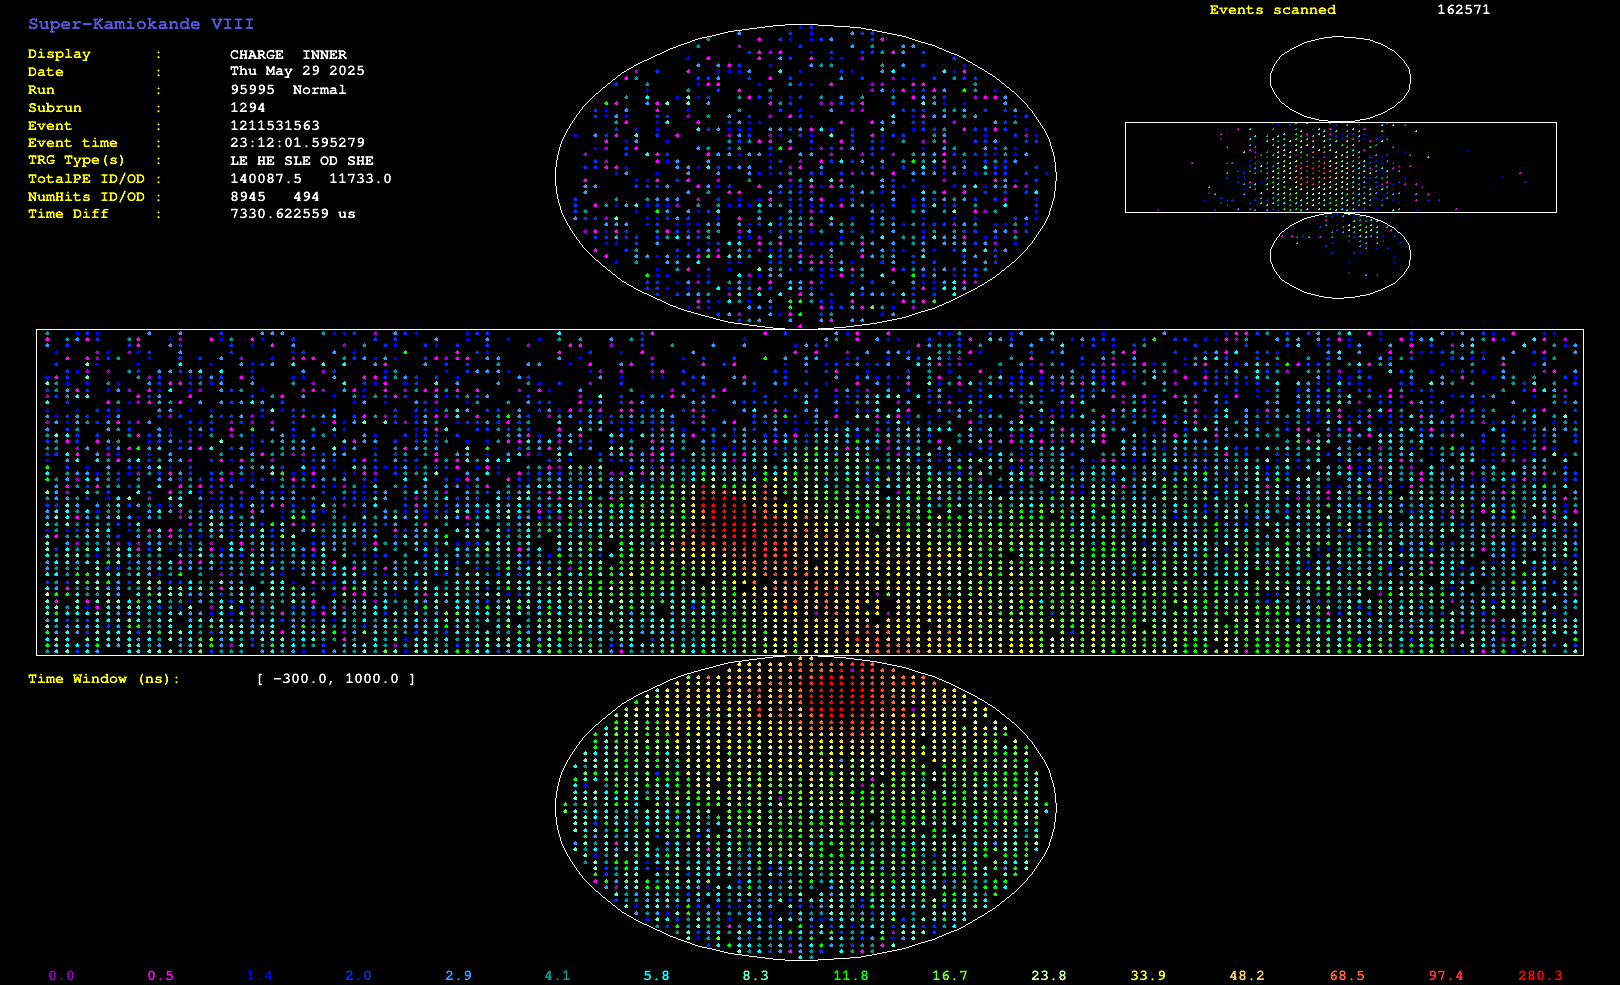 Super-Kamiokande VIII
Display : CHARGE INNER
Date : Thu May 29 2025
Run : 95995 Normal
Subrun : 1294
Event : 1211531563
Event time : 23:12:01.595279
TRG Type(s) : LE HE SLE OD SHE
TotalPE ID/OD : 140087.5 11733.0
NumHits ID/OD : 8945 494
Time Diff : 7330.622559 us
Events scanned 162571
Time Window (ns): [ −300.0, 1000.0 ]
0.0 0.5 1.4 2.0 2.9 4.1 5.8 8.3 11.8 16.7 23.8 33.9 48.2 68.5 97.4 280.3